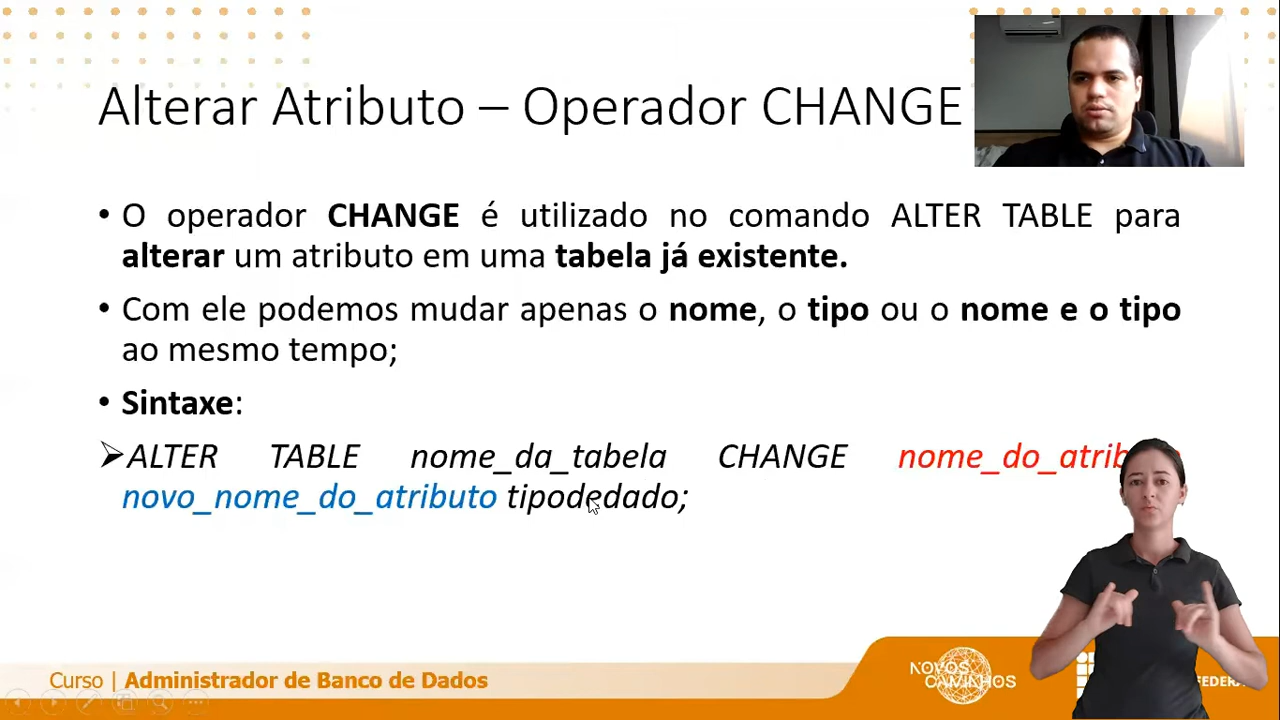 Alterar Atributo – Operador CHANGE
• O operador CHANGE é utilizado no comando ALTER TABLE para
alterar um atributo em uma tabela já existente.
• Com ele podemos mudar apenas o nome, o tipo ou o nome e o tipo
ao mesmo tempo;
• Sintaxe:
➢ALTER TABLE nome_da_tabela CHANGE
novo_nome_do_atributo tipodedado;
Curso | Administrador de Banco de Dados
NOVOS
CAMINHOS